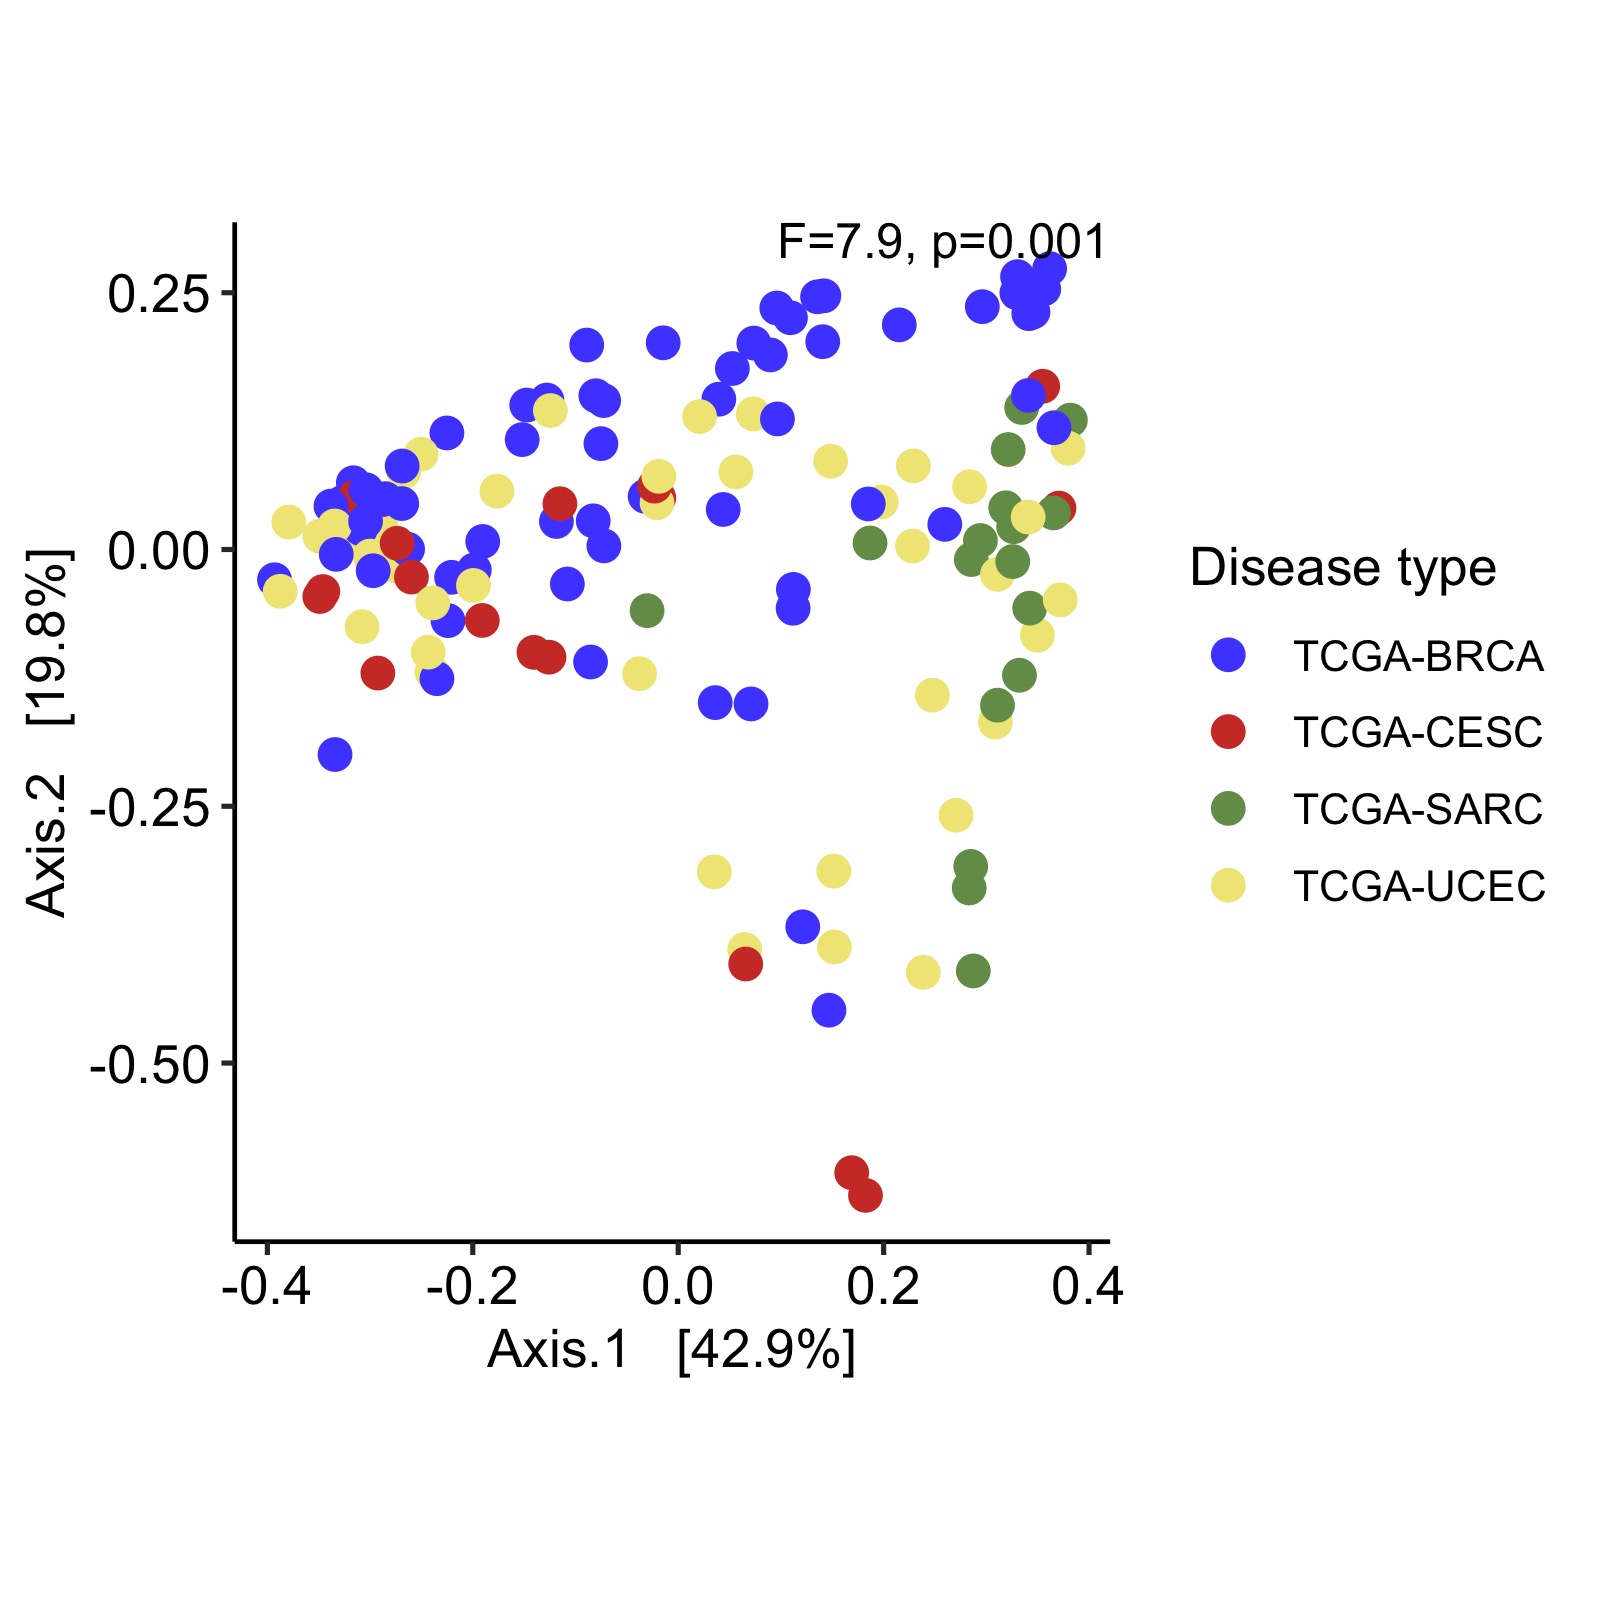 F=7.9, p=0.001
0.25
0.00
-0.25
-0.50
Axis.2 [19.8%]
-0.4 -0.2 0.0 0.2 0.4
Axis.1 [42.9%]
Disease type
TCGA-BRCA
TCGA-CESC
TCGA-SARC
TCGA-UCEC